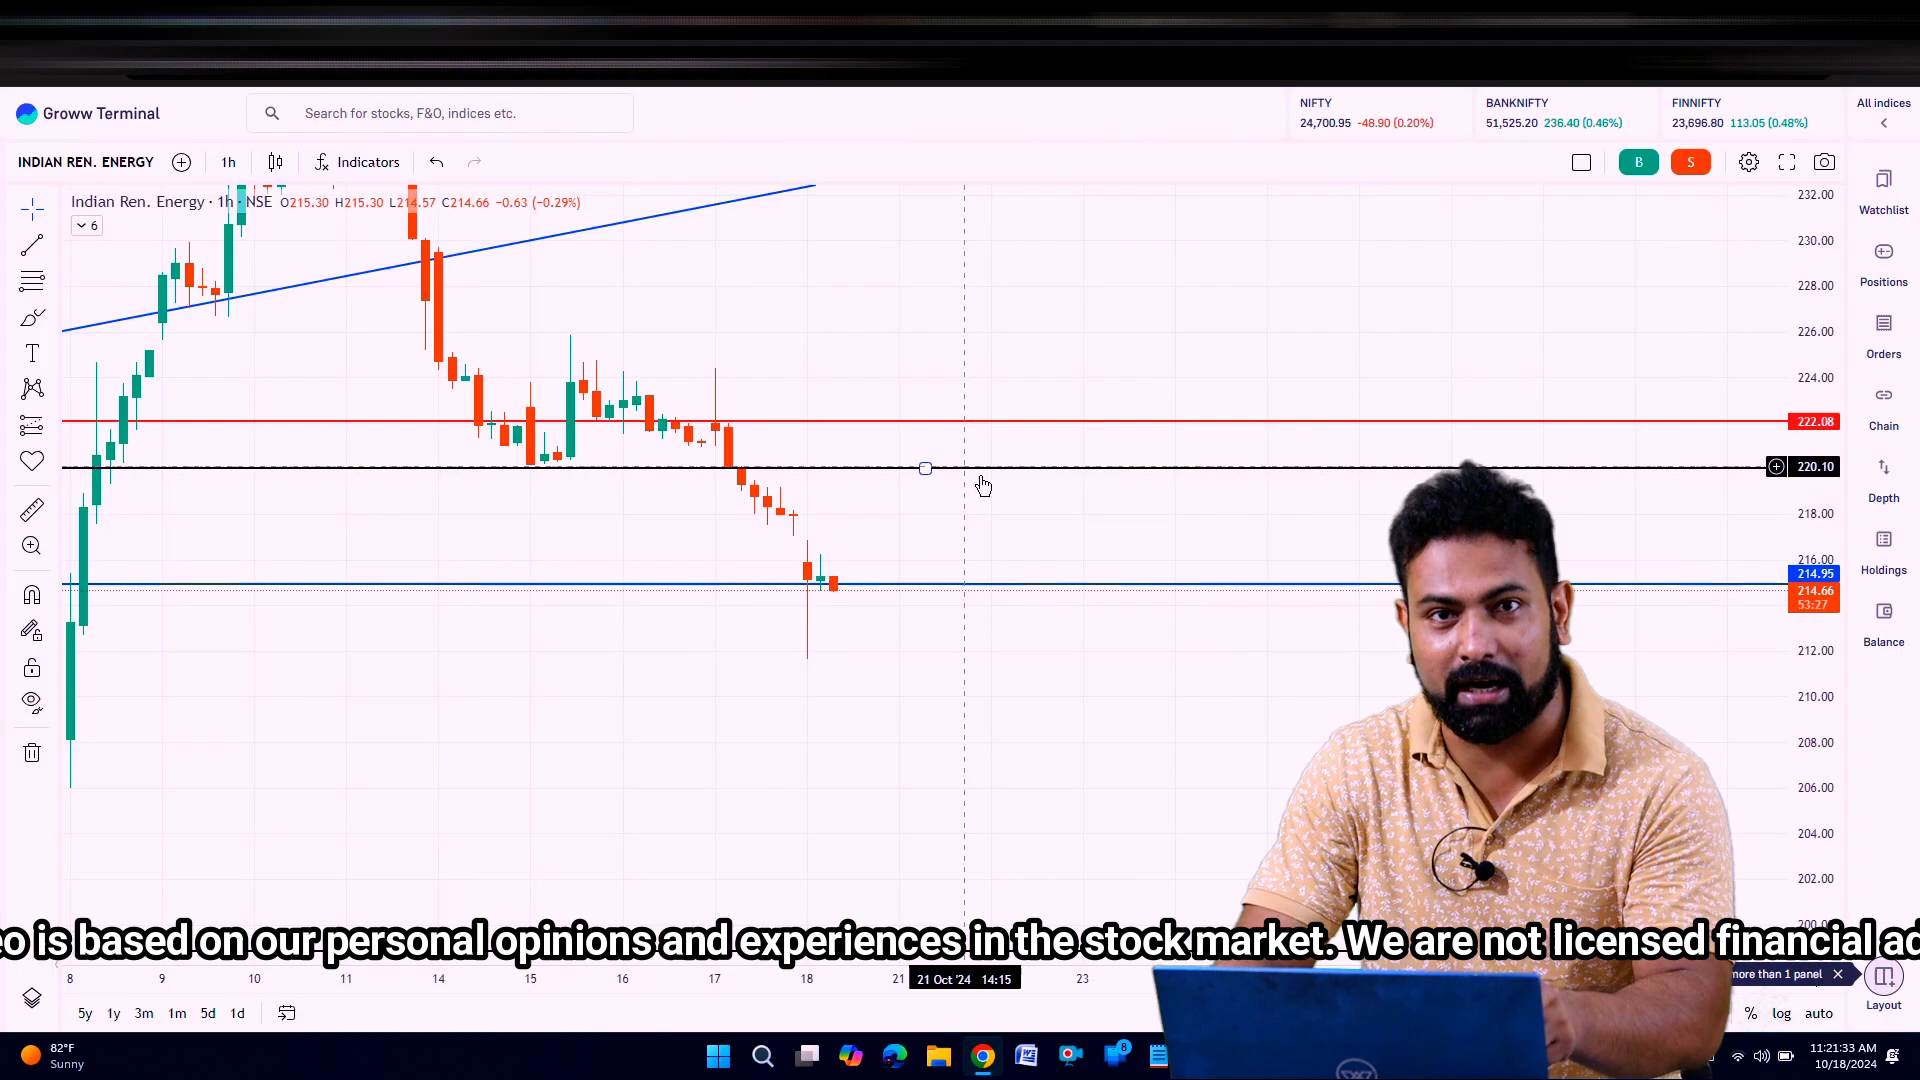 Groww Terminal
Search for stocks, F&O, indices etc.
NIFTY
24,700.95 -48.90 (0.20%)
BANKNIFTY
51,525.20 236.40 (0.46%)
FINNIFTY
23,696.80 113.05 (0.48%)
All indices
INDIAN REN. ENERGY
1h
Indicators
B
S
Indian Ren. Energy · 1h · NSE O215.30 H215.30 L214.57 C214.66 −0.63 (−0.29%)
6
232.00
230.00
228.00
226.00
224.00
222.08
220.10
218.00
216.00
214.95
214.66
53:27
212.00
210.00
208.00
206.00
204.00
202.00
200.00
Watchlist
Positions
Orders
Chain
Depth
Holdings
Balance
eo is based on our personal opinions and experiences in the stock market. We are not licensed financial ad
8 9 10 11 14 15 16 17 18 21 21 Oct '24 14:15 23
more than 1 panel
Layout
5y 1y 3m 1m 5d 1d
% log auto
82°F
Sunny
8
11:21:33 AM
10/18/2024